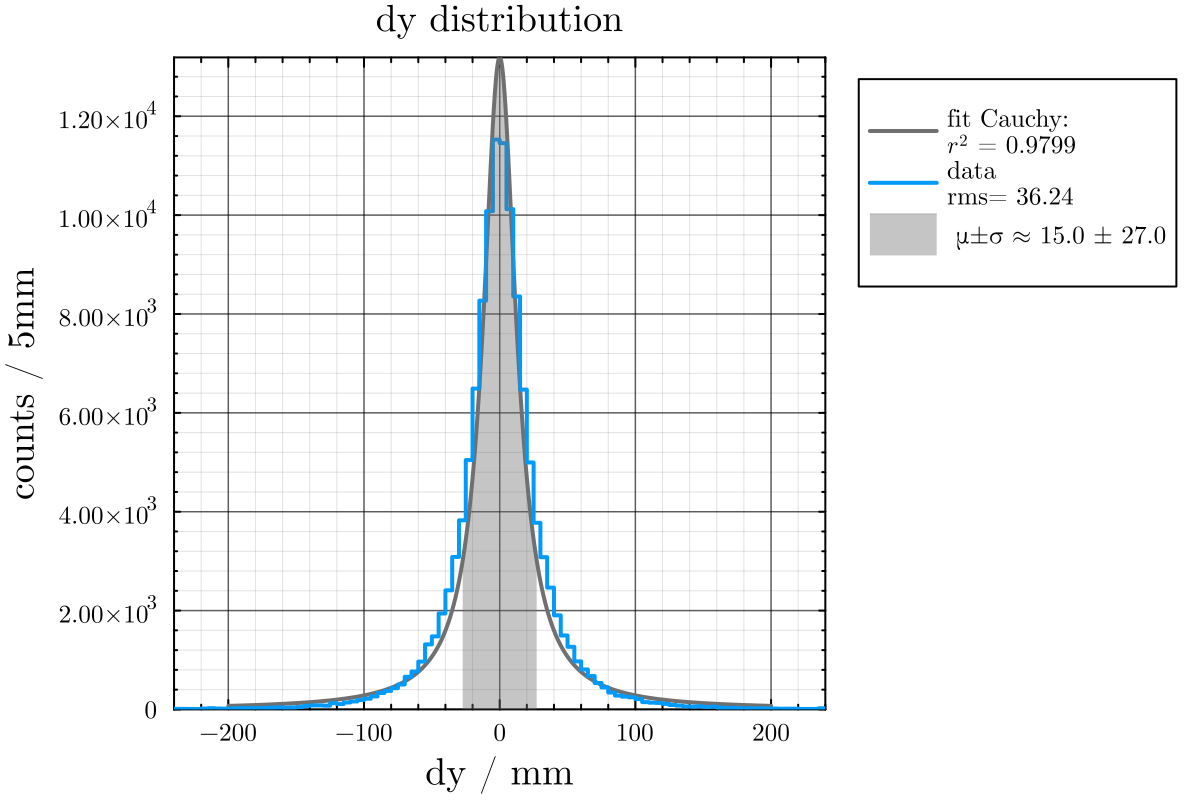 dy distribution
1.20×10⁴
1.00×10⁴
8.00×10³
6.00×10³
4.00×10³
2.00×10³
0
counts / 5mm
−200 −100 0 100 200
dy / mm
fit Cauchy:
r² = 0.9799
data
rms= 36.24
μ±σ ≈ 15.0 ± 27.0